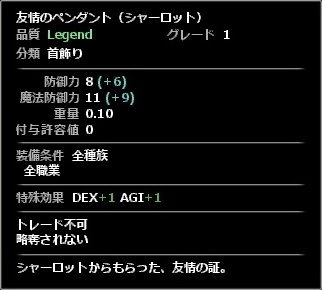 友情のペンダント（シャーロット）
品質 Legend グレード 1
分類 首飾り
防御力 8 (+6)
魔法防御力 11 (+9)
重量 0.10
付与許容値 0
装備条件 全種族
全職業
特殊効果 DEX+1 AGI+1
トレード不可
略奪されない
シャーロットからもらった、友情の証。